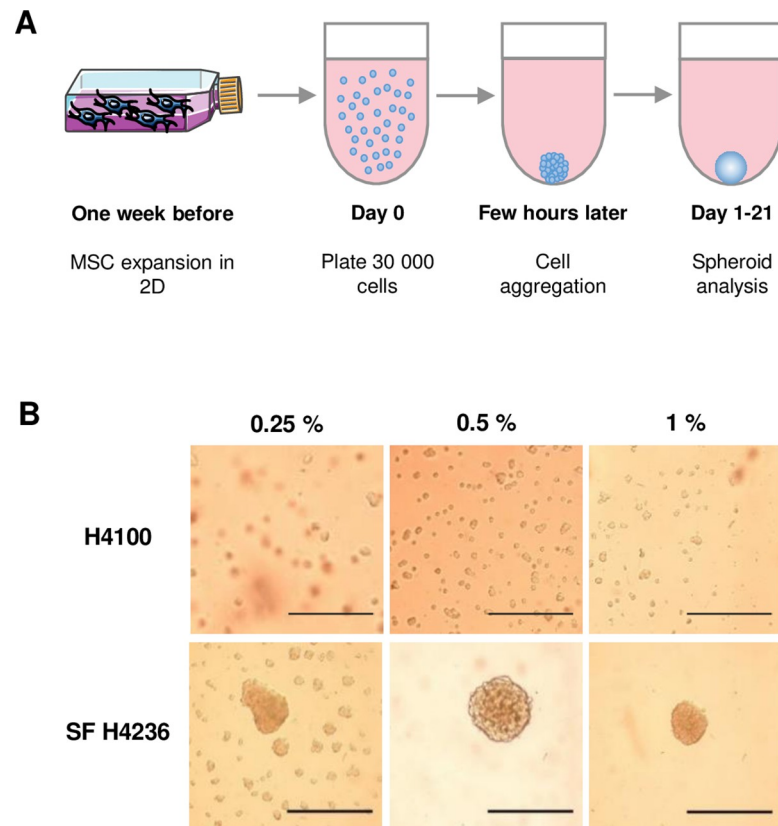 A
One week before
Day 0
Few hours later
Day 1-21
MSC expansion in
2D
Plate 30 000
cells
Cell
aggregation
Spheroid
analysis
B
0.25 %
0.5 %
1 %
H4100
SF H4236